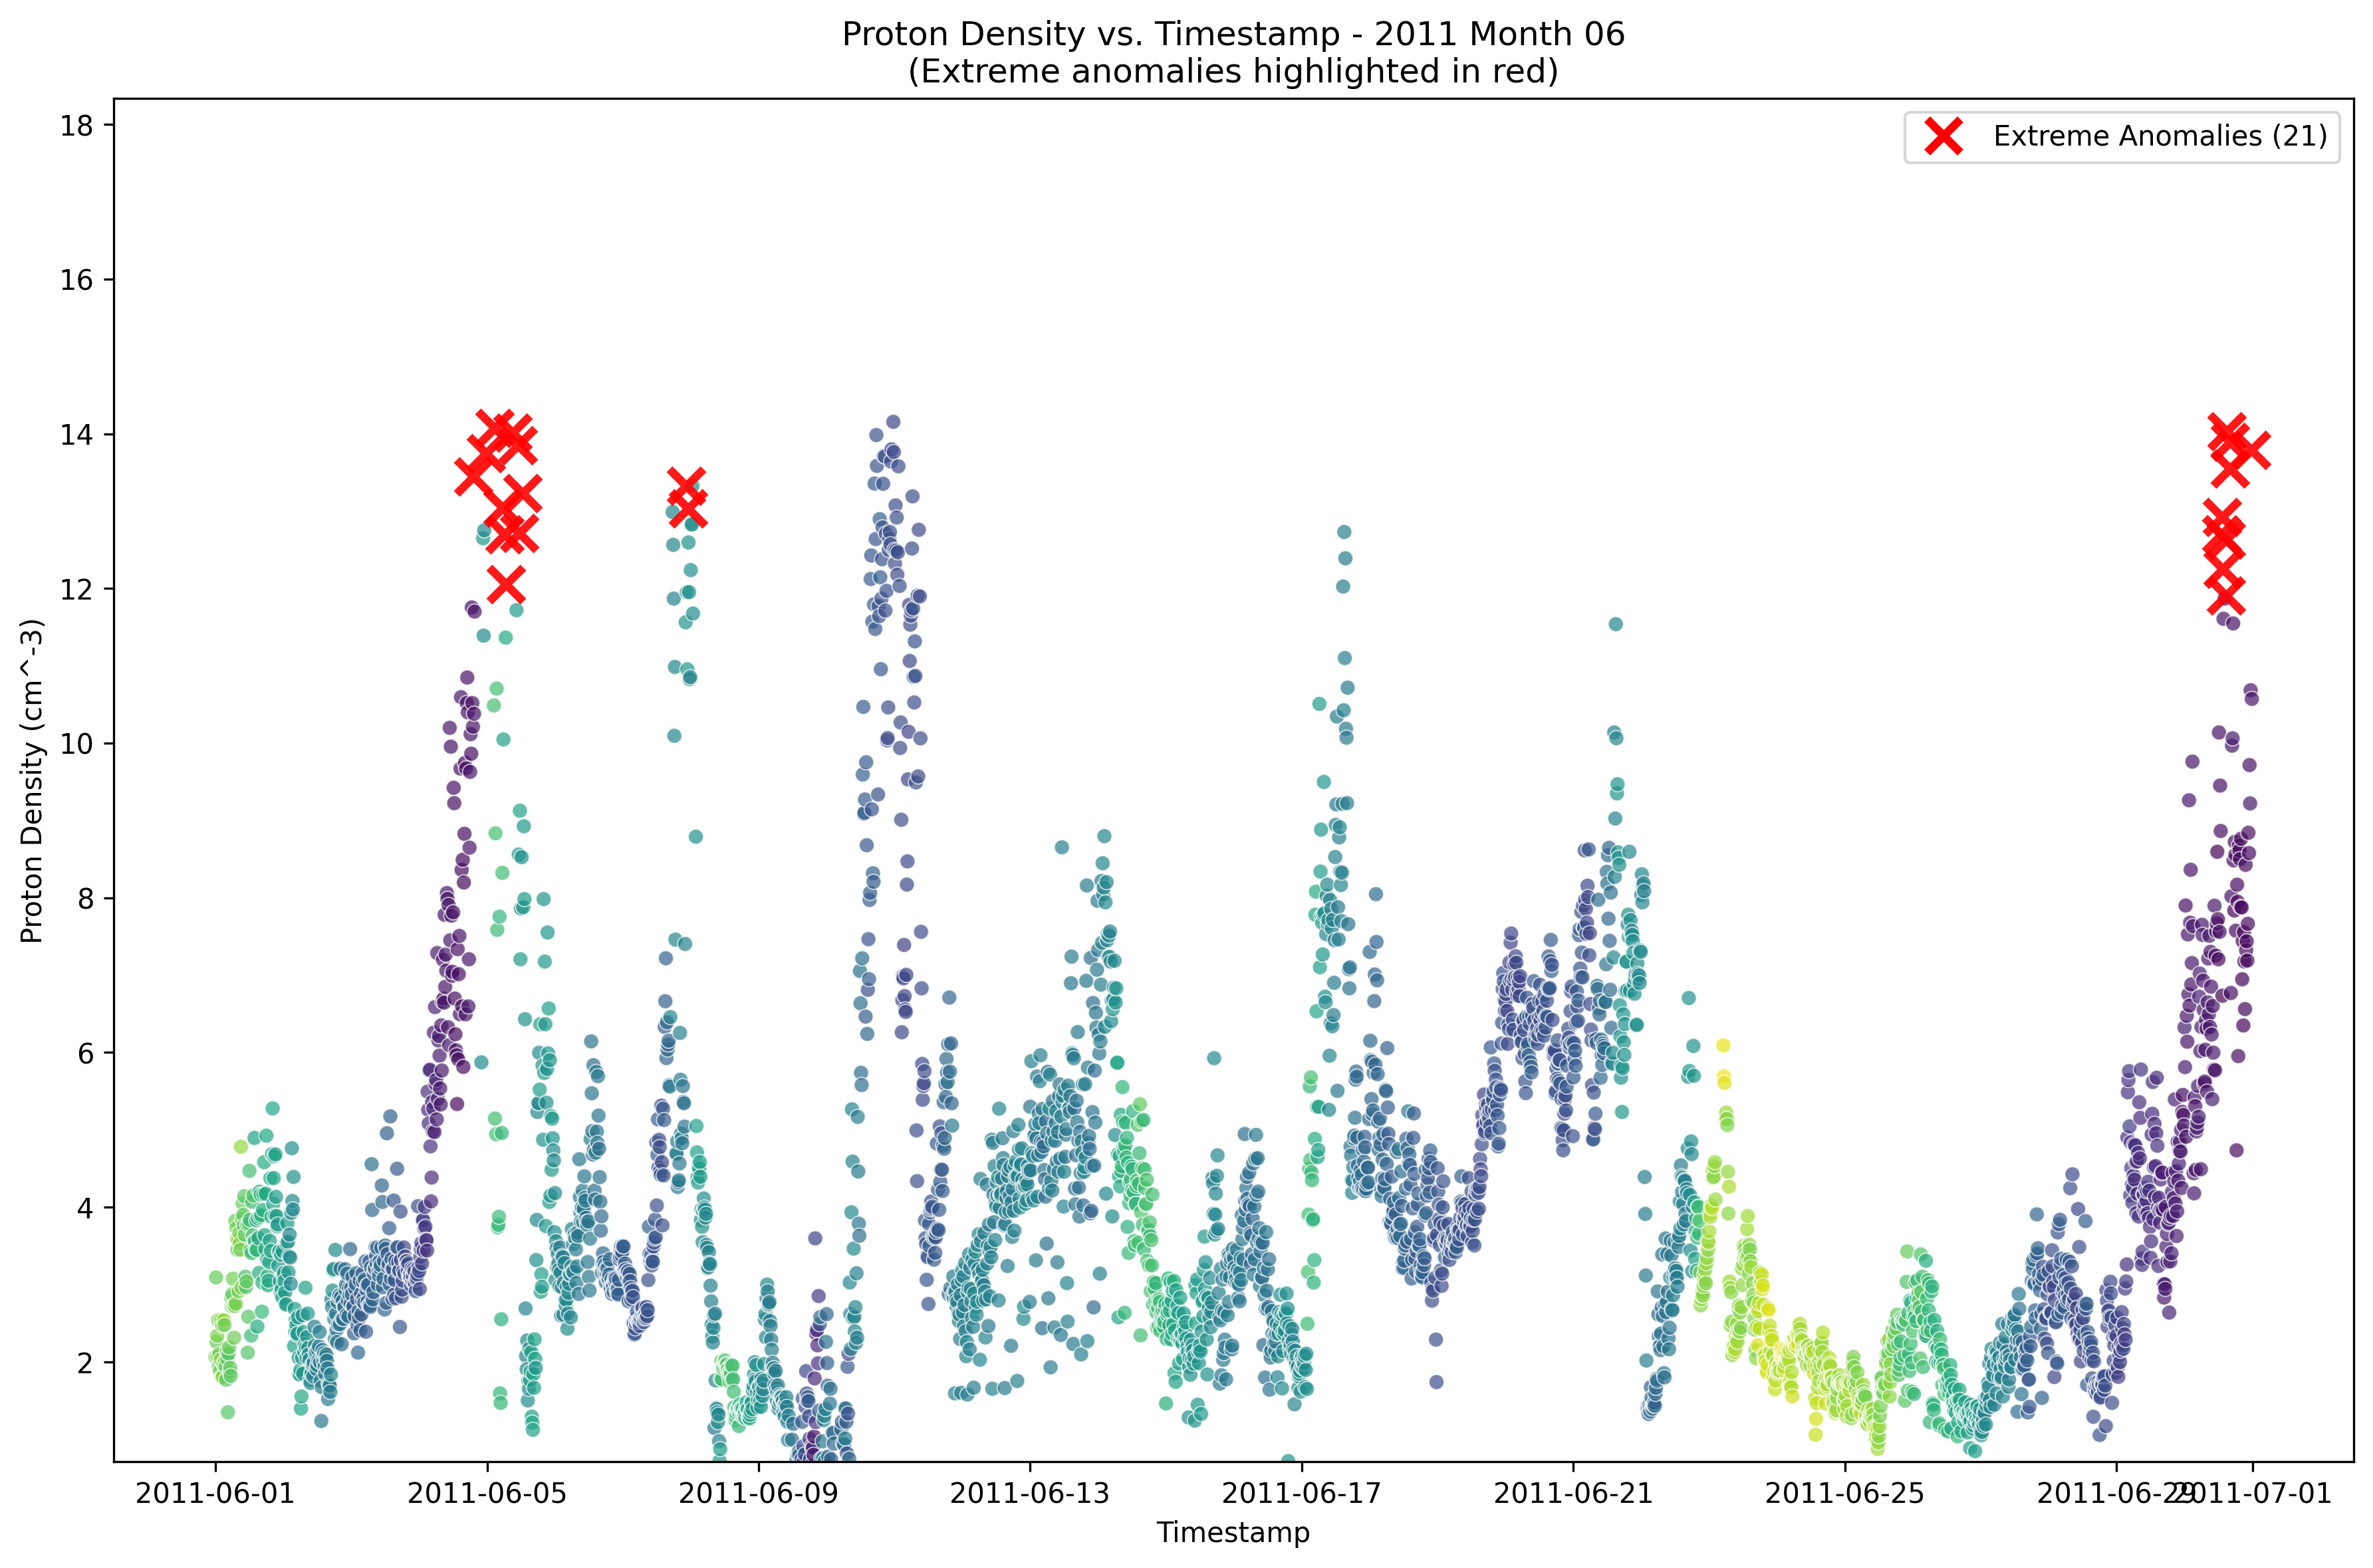 Proton Density vs. Timestamp - 2011 Month 06
(Extreme anomalies highlighted in red)
Extreme Anomalies (21)
18
16
14
12
10
8
6
4
2
Proton Density (cm^-3)
2011-06-01 2011-06-05 2011-06-09 2011-06-13 2011-06-17 2011-06-21 2011-06-25 2011-06-29 2011-07-01
Timestamp